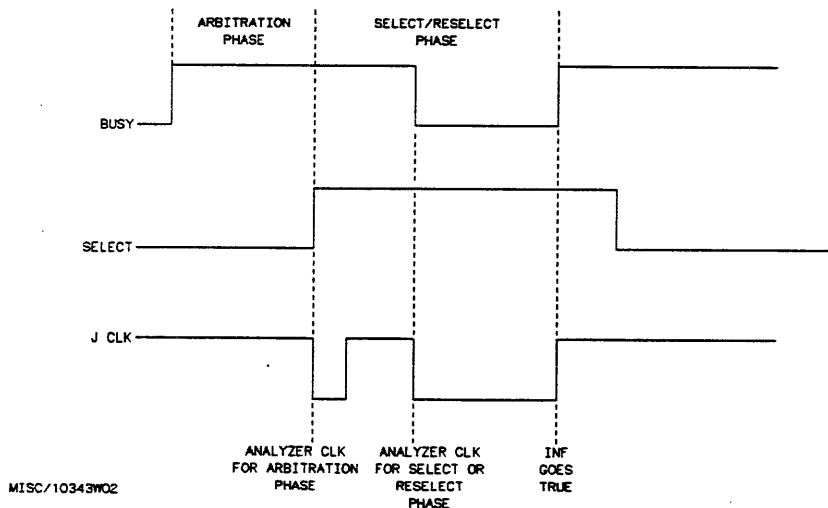 ARBITRATION
PHASE
SELECT/RESELECT
PHASE
BUSY
SELECT
J CLK
ANALYZER CLK
FOR ARBITRATION
PHASE
ANALYZER CLK
FOR SELECT OR
RESELECT
PHASE
INF
GOES
TRUE
MISC/10343W02